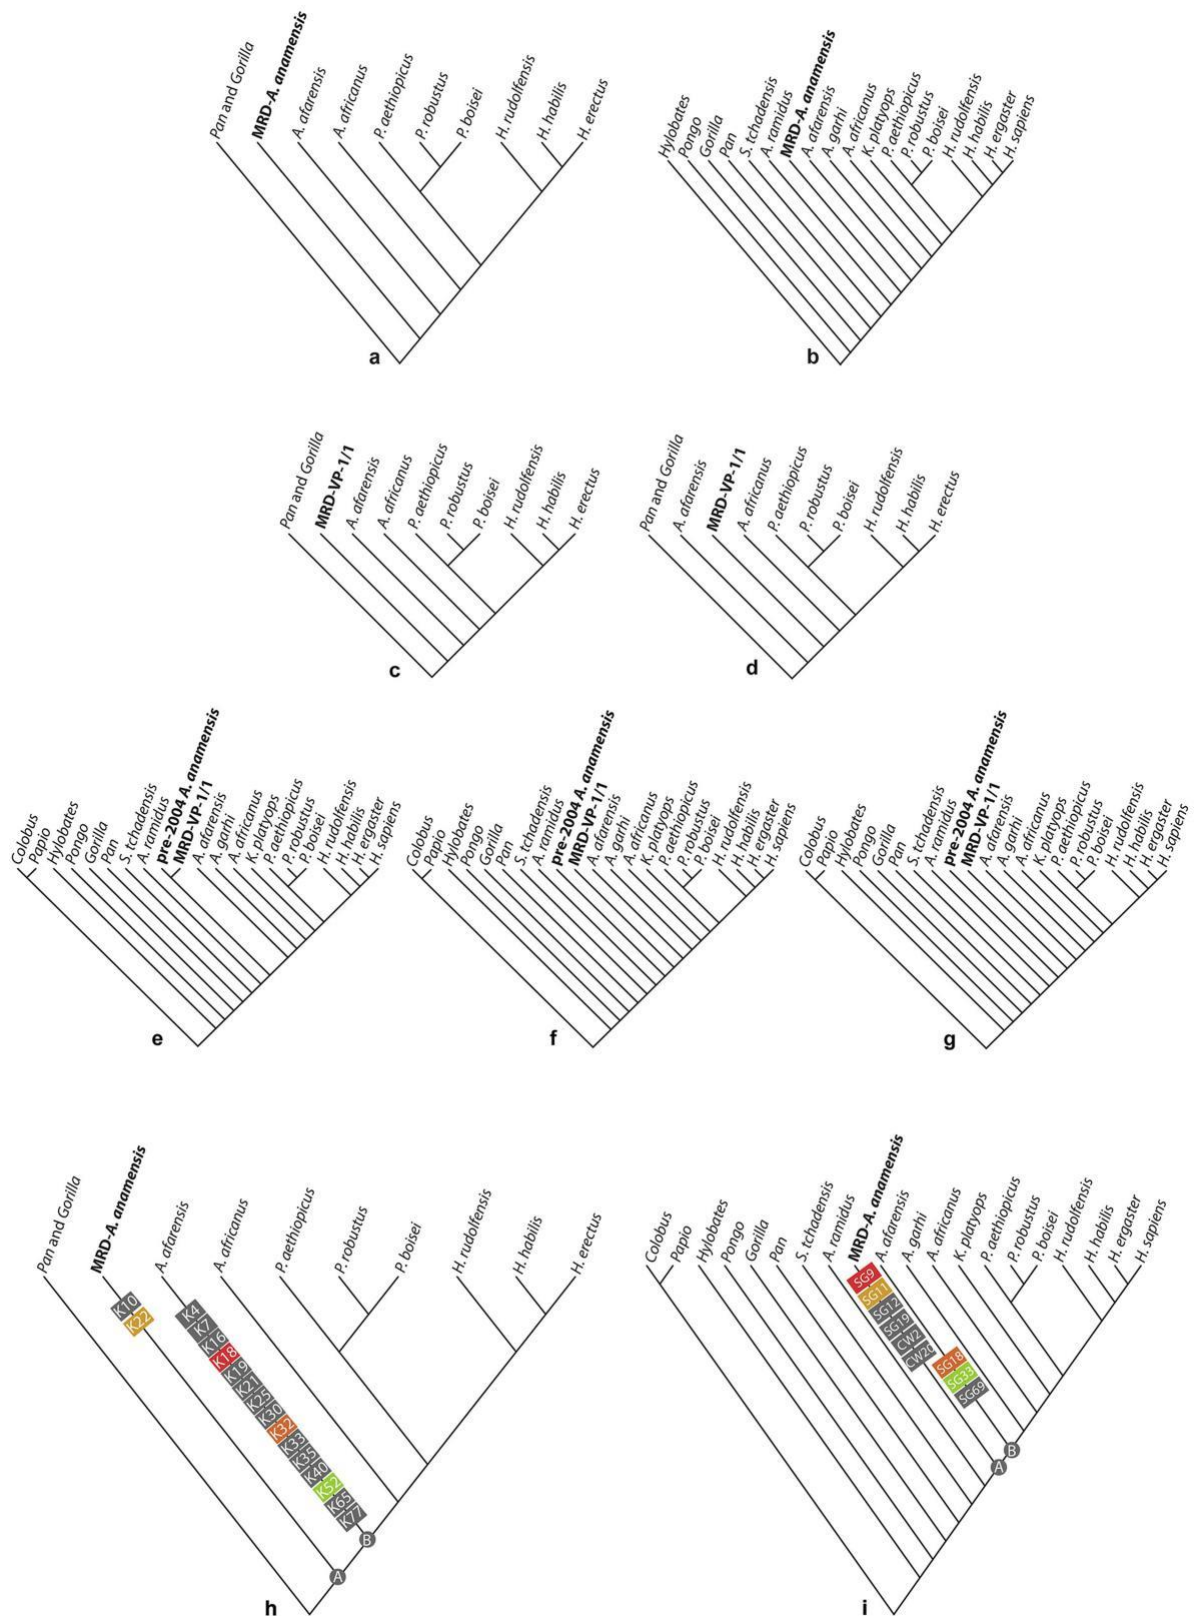 Pan and Gorilla
MRD-A. anamensis
A. afarensis
A. africanus
P. aethiopicus
P. robustus
P. boisei
H. rudolfensis
H. habilis
H. erectus
a
Hylobates
Pongo
Gorilla
Pan
S. tchadensis
A. ramidus
MRD-A. anamensis
A. afarensis
A. garhi
A. africanus
K. platyops
P. aethiopicus
P. robustus
P. boisei
H. rudolfensis
H. habilis
H. ergaster
H. sapiens
b
Pan and Gorilla
MRD-VP-1/1
A. afarensis
A. africanus
P. aethiopicus
P. robustus
P. boisei
H. rudolfensis
H. habilis
H. erectus
c
Pan and Gorilla
A. afarensis
MRD-VP-1/1
A. africanus
P. aethiopicus
P. robustus
P. boisei
H. rudolfensis
H. habilis
H. erectus
d
Colobus
Papio
Hylobates
Pongo
Gorilla
Pan
S. tchadensis
A. ramidus
pre-2004 A. anamensis
MRD-VP-1/1
A. afarensis
A. garhi
A. africanus
K. platyops
P. aethiopicus
P. robustus
P. boisei
H. rudolfensis
H. habilis
H. ergaster
H. sapiens
e
Colobus
Papio
Hylobates
Pongo
Gorilla
Pan
S. tchadensis
A. ramidus
pre-2004 A. anamensis
MRD-VP-1/1
A. afarensis
A. garhi
A. africanus
K. platyops
P. aethiopicus
P. robustus
P. boisei
H. rudolfensis
H. habilis
H. ergaster
H. sapiens
f
Colobus
Papio
Hylobates
Pongo
Gorilla
Pan
S. tchadensis
A. ramidus
pre-2004 A. anamensis
MRD-VP-1/1
A. afarensis
A. garhi
A. africanus
K. platyops
P. aethiopicus
P. robustus
P. boisei
H. rudolfensis
H. habilis
H. ergaster
H. sapiens
g
Pan and Gorilla
MRD-A. anamensis
A. afarensis
A. africanus
P. aethiopicus
P. robustus
P. boisei
H. rudolfensis
H. habilis
H. erectus
K10
K22
K4
K7
K16
K18
K19
K21
K25
K30
K32
K33
K35
K40
K52
K65
K77
B
A
h
Colobus
Papio
Hylobates
Pongo
Gorilla
Pan
S. tchadensis
A. ramidus
MRD-A. anamensis
A. afarensis
A. garhi
A. africanus
K. platyops
P. aethiopicus
P. robustus
P. boisei
H. rudolfensis
H. habilis
H. ergaster
H. sapiens
SG9
SG11
SG12
SG19
CW2
CW20
SG18
SG33
SG69
B
A
i